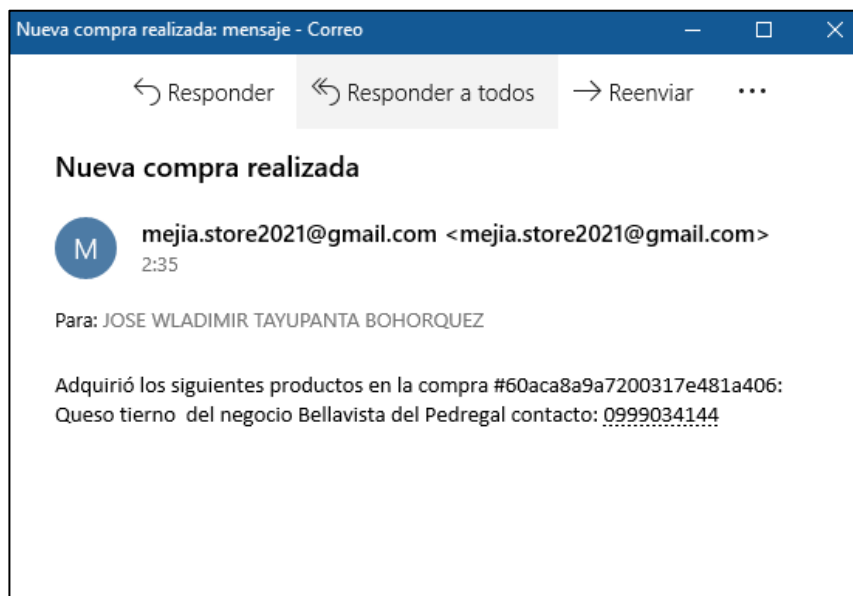 Nueva compra realizada: mensaje - Correo
Responder Responder a todos Reenviar
Nueva compra realizada
M
mejia.store2021@gmail.com <mejia.store2021@gmail.com>
2:35
Para: JOSE WLADIMIR TAYUPANTA BOHORQUEZ
Adquirió los siguientes productos en la compra #60aca8a9a7200317e481a406:
Queso tierno  del negocio Bellavista del Pedregal contacto: 0999034144